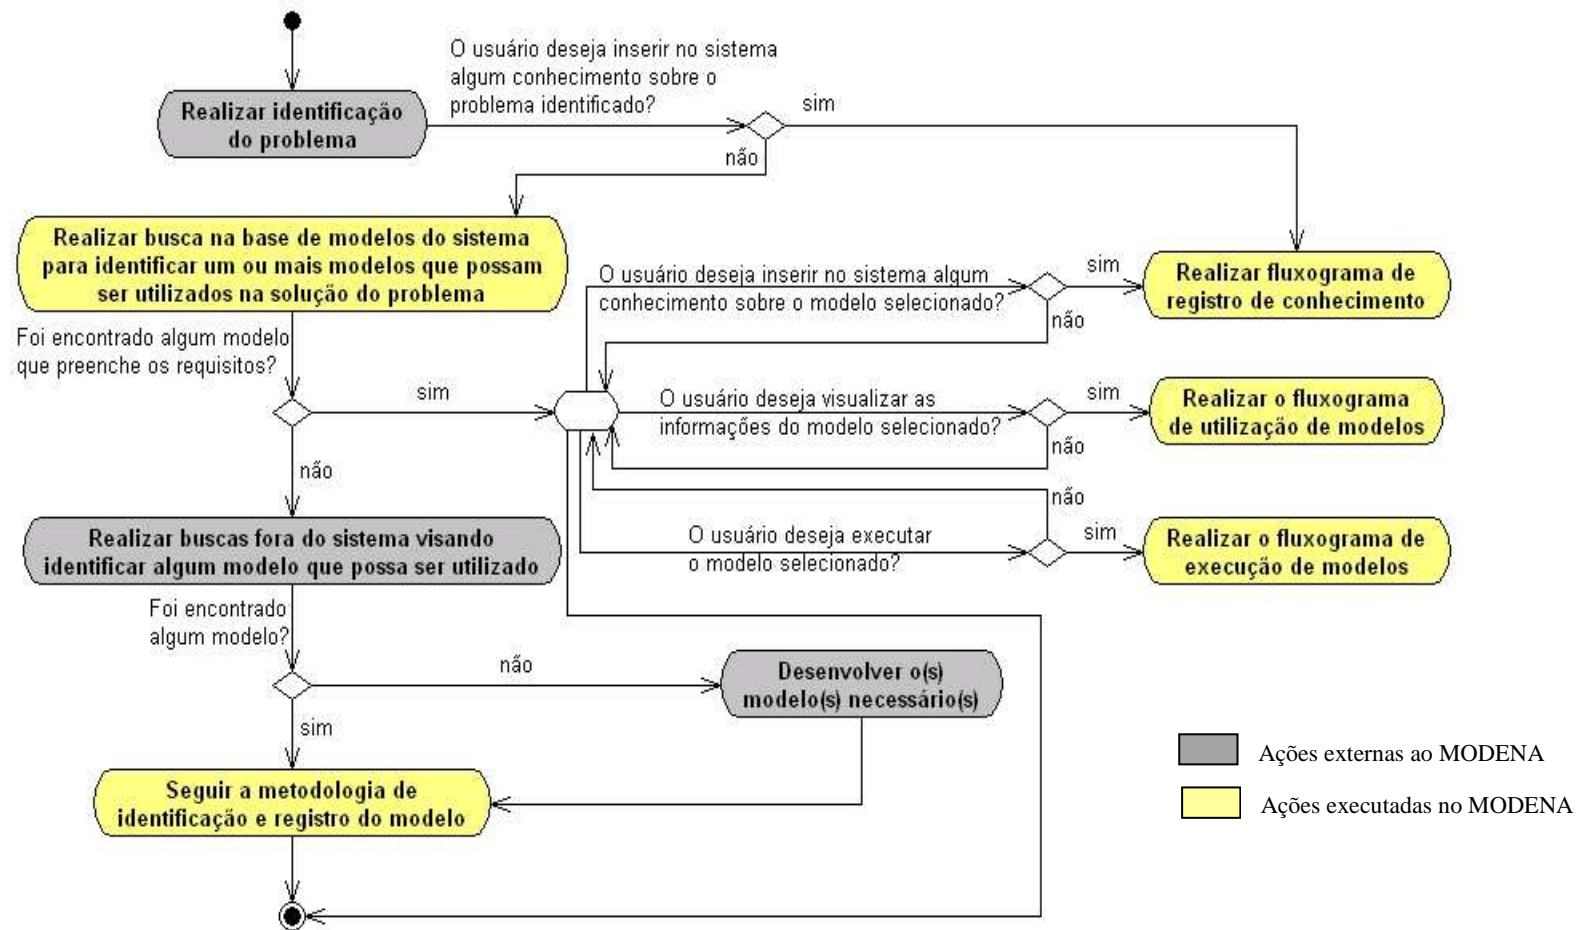 O usuário deseja inserir no sistema
algum conhecimento sobre o
problema identificado?
sim
Realizar identificação
do problema
não
Realizar busca na base de modelos do sistema
para identificar um ou mais modelos que possam
ser utilizados na solução do problema
O usuário deseja inserir no sistema algum
conhecimento sobre o modelo selecionado?
sim
Realizar fluxograma de
registro de conhecimento
não
Foi encontrado algum modelo
que preenche os requisitos?
sim
O usuário deseja visualizar as
informações do modelo selecionado?
sim
Realizar o fluxograma
de utilização de modelos
não
não
não
Realizar buscas fora do sistema visando
identificar algum modelo que possa ser utilizado
O usuário deseja executar
o modelo selecionado?
sim
Realizar o fluxograma de
execução de modelos
Foi encontrado
algum modelo?
não
Desenvolver o(s)
modelo(s) necessário(s)
sim
Seguir a metodologia de
identificação e registro do modelo
Ações externas ao MODENA
Ações executadas no MODENA